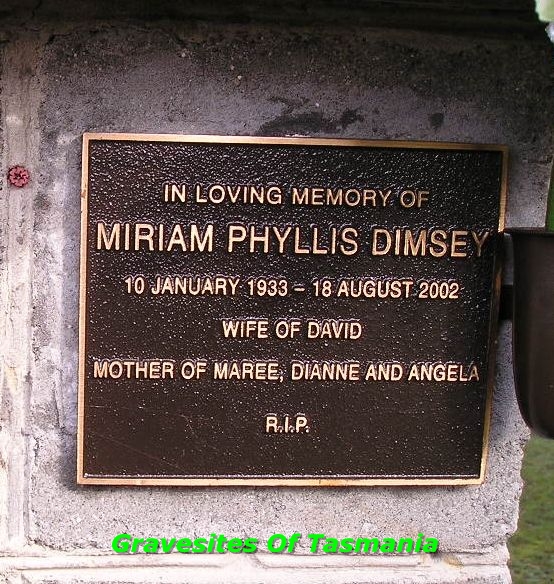 IN LOVING MEMORY OF
MIRIAM PHYLLIS DIMSEY
10 JANUARY 1933 – 18 AUGUST 2002
WIFE OF DAVID
MOTHER OF MAREE, DIANNE AND ANGELA
R.I.P.
Gravesites Of Tasmania